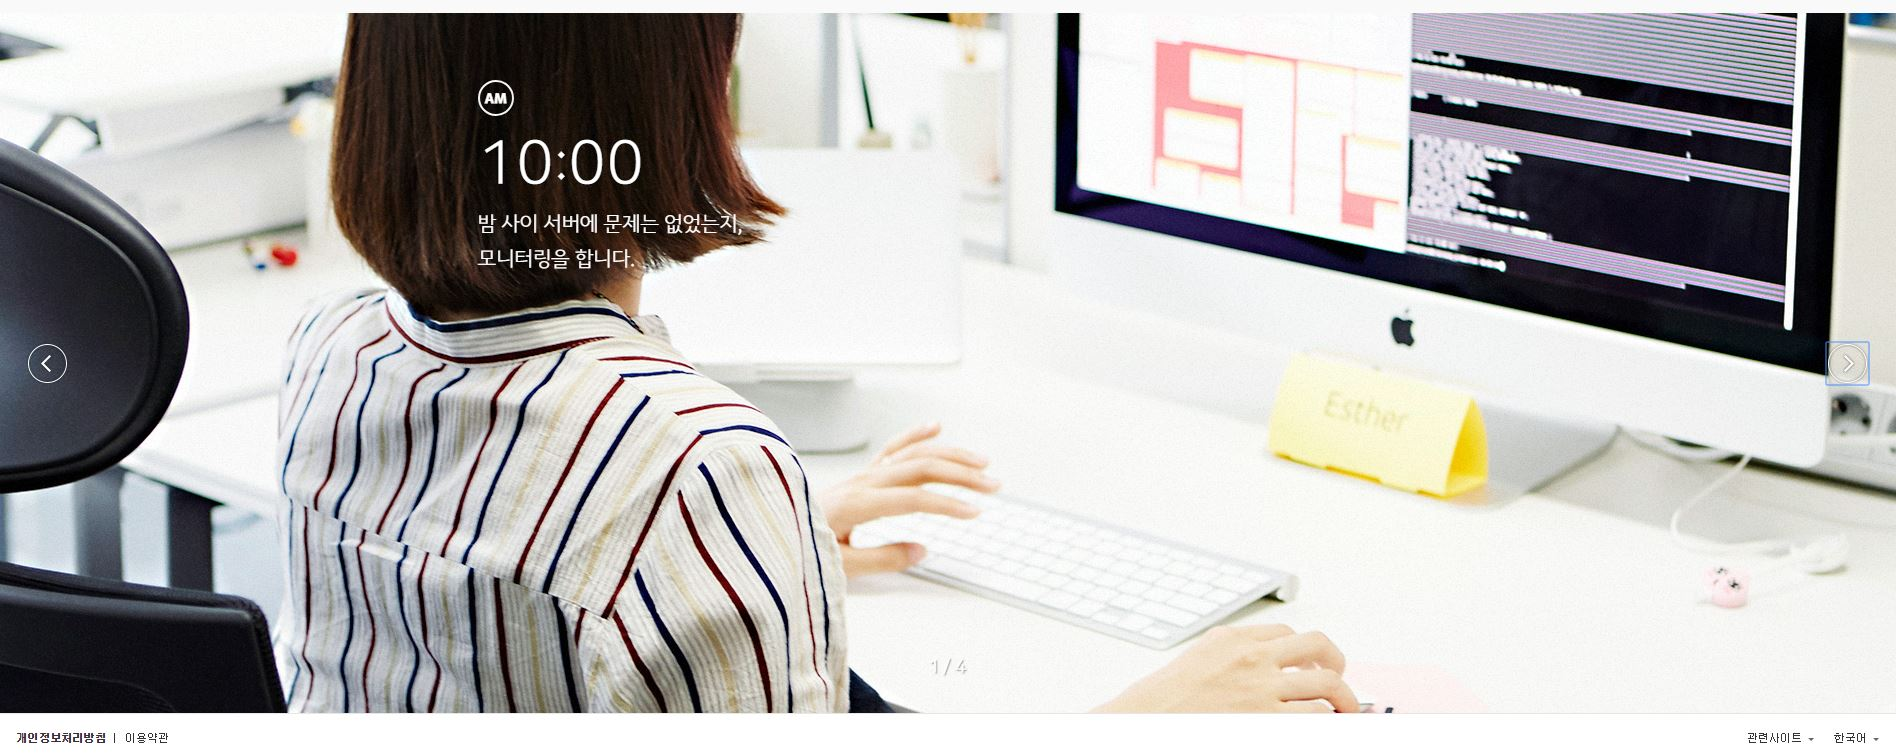 AM
10:00
밤 사이 서버에 문제는 없었는지,
모니터링을 합니다.
Esther
1 / 4
개인정보처리방침 | 이용약관
관련사이트 한국어